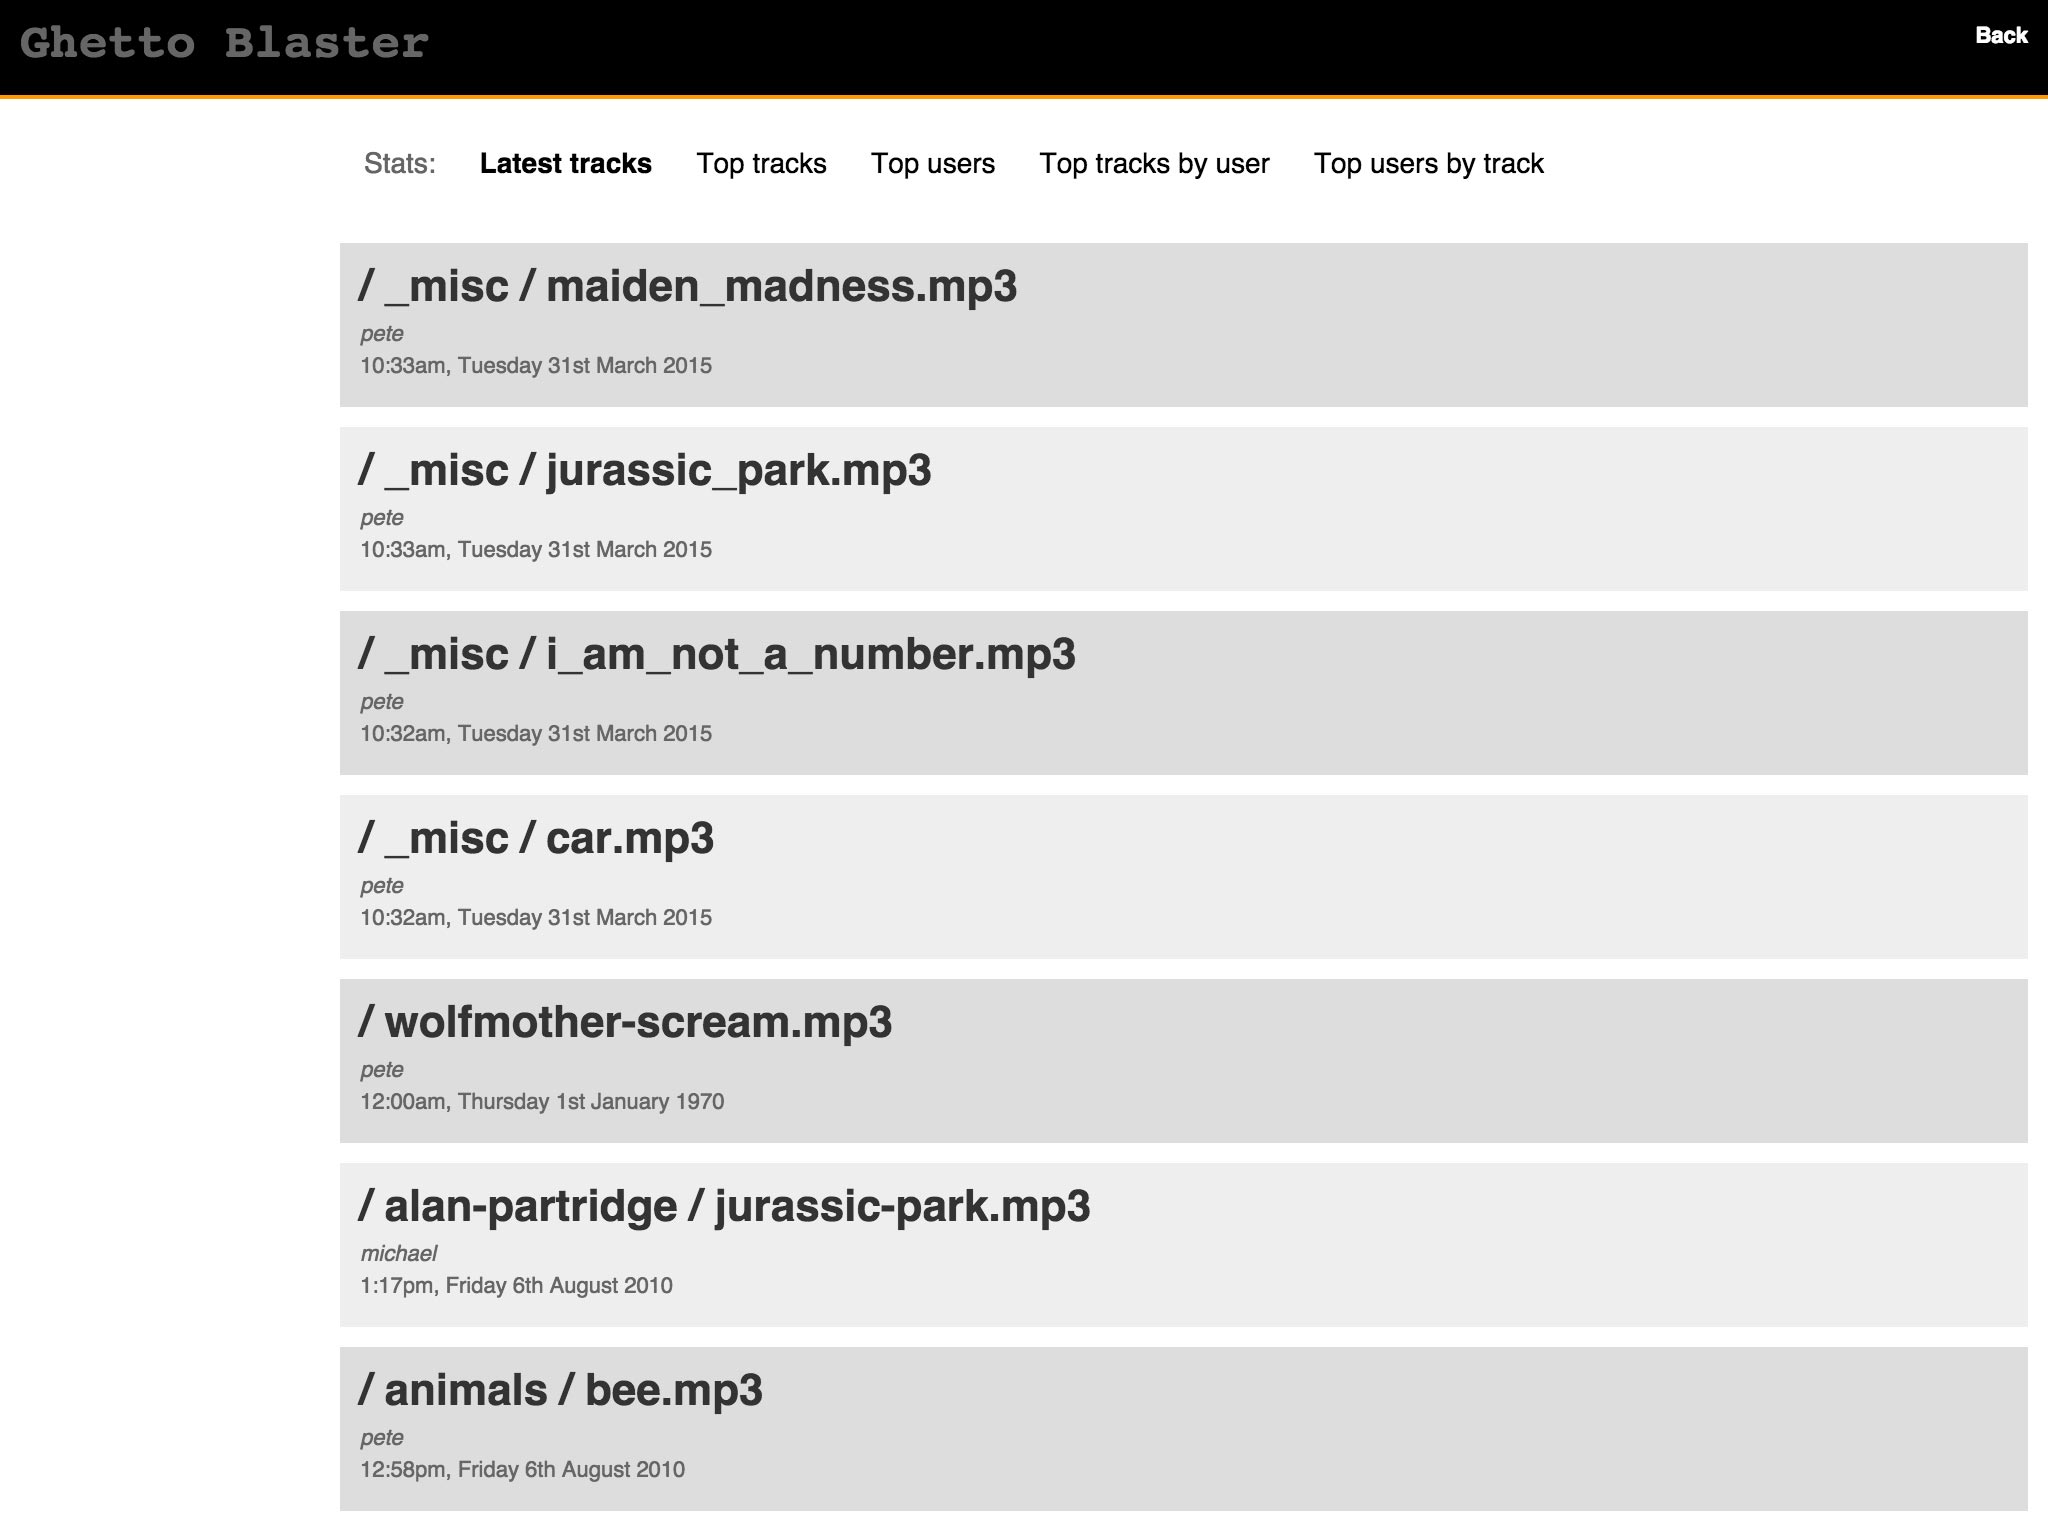 Ghetto Blaster
Back
Stats: Latest tracks Top tracks Top users Top tracks by user Top users by track
/ _misc / maiden_madness.mp3
pete
10:33am, Tuesday 31st March 2015
/ _misc / jurassic_park.mp3
pete
10:33am, Tuesday 31st March 2015
/ _misc / i_am_not_a_number.mp3
pete
10:32am, Tuesday 31st March 2015
/ _misc / car.mp3
pete
10:32am, Tuesday 31st March 2015
/ wolfmother-scream.mp3
pete
12:00am, Thursday 1st January 1970
/ alan-partridge / jurassic-park.mp3
michael
1:17pm, Friday 6th August 2010
/ animals / bee.mp3
pete
12:58pm, Friday 6th August 2010